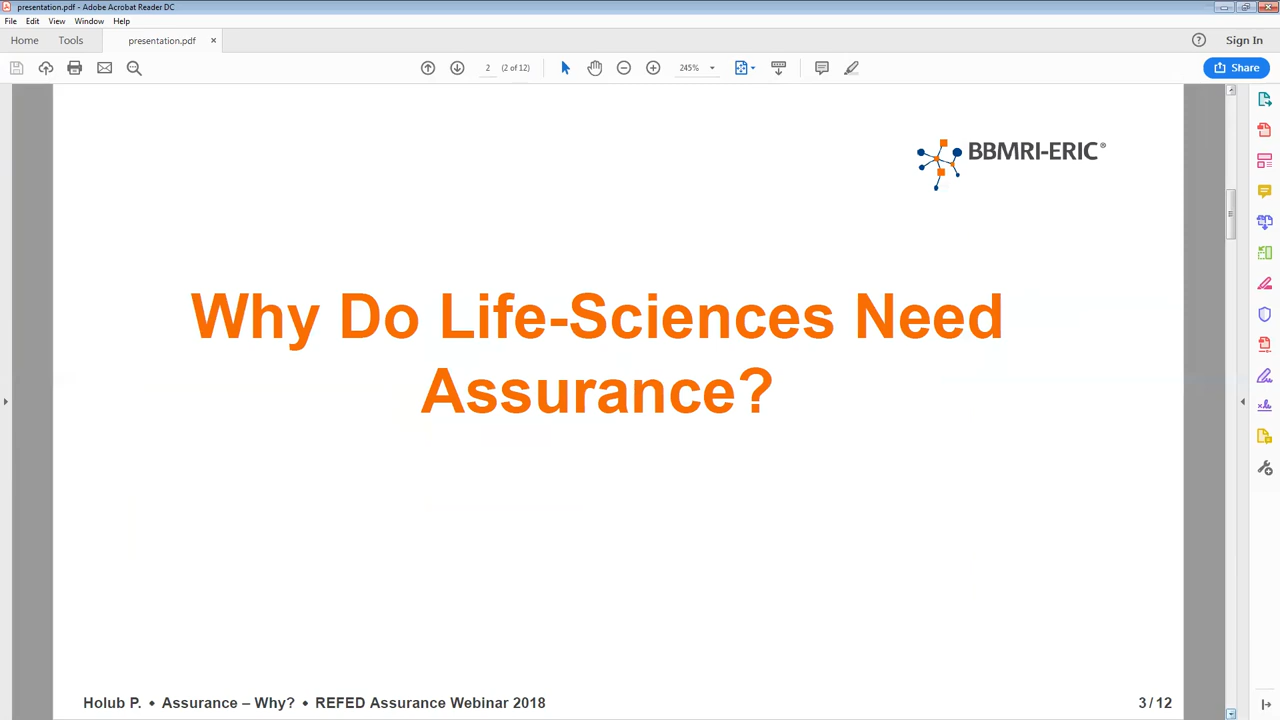 presentation.pdf - Adobe Acrobat Reader DC
File Edit View Window Help
Home Tools presentation.pdf × Sign In
2 (2 of 12) 245% Share
BBMRI-ERIC®
Why Do Life-Sciences Need
Assurance?
Holub P. • Assurance – Why? • REFED Assurance Webinar 2018 3 / 12